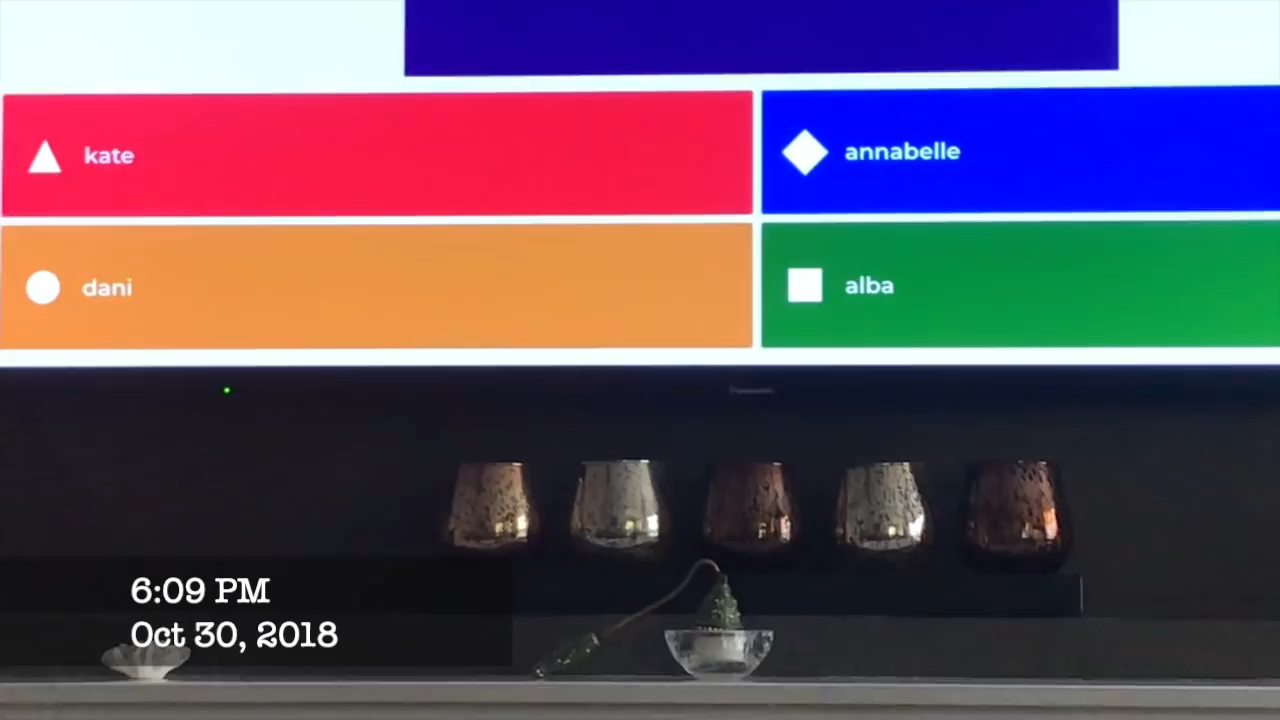 kate
annabelle
dani
alba
6:09 PM
Oct 30, 2018